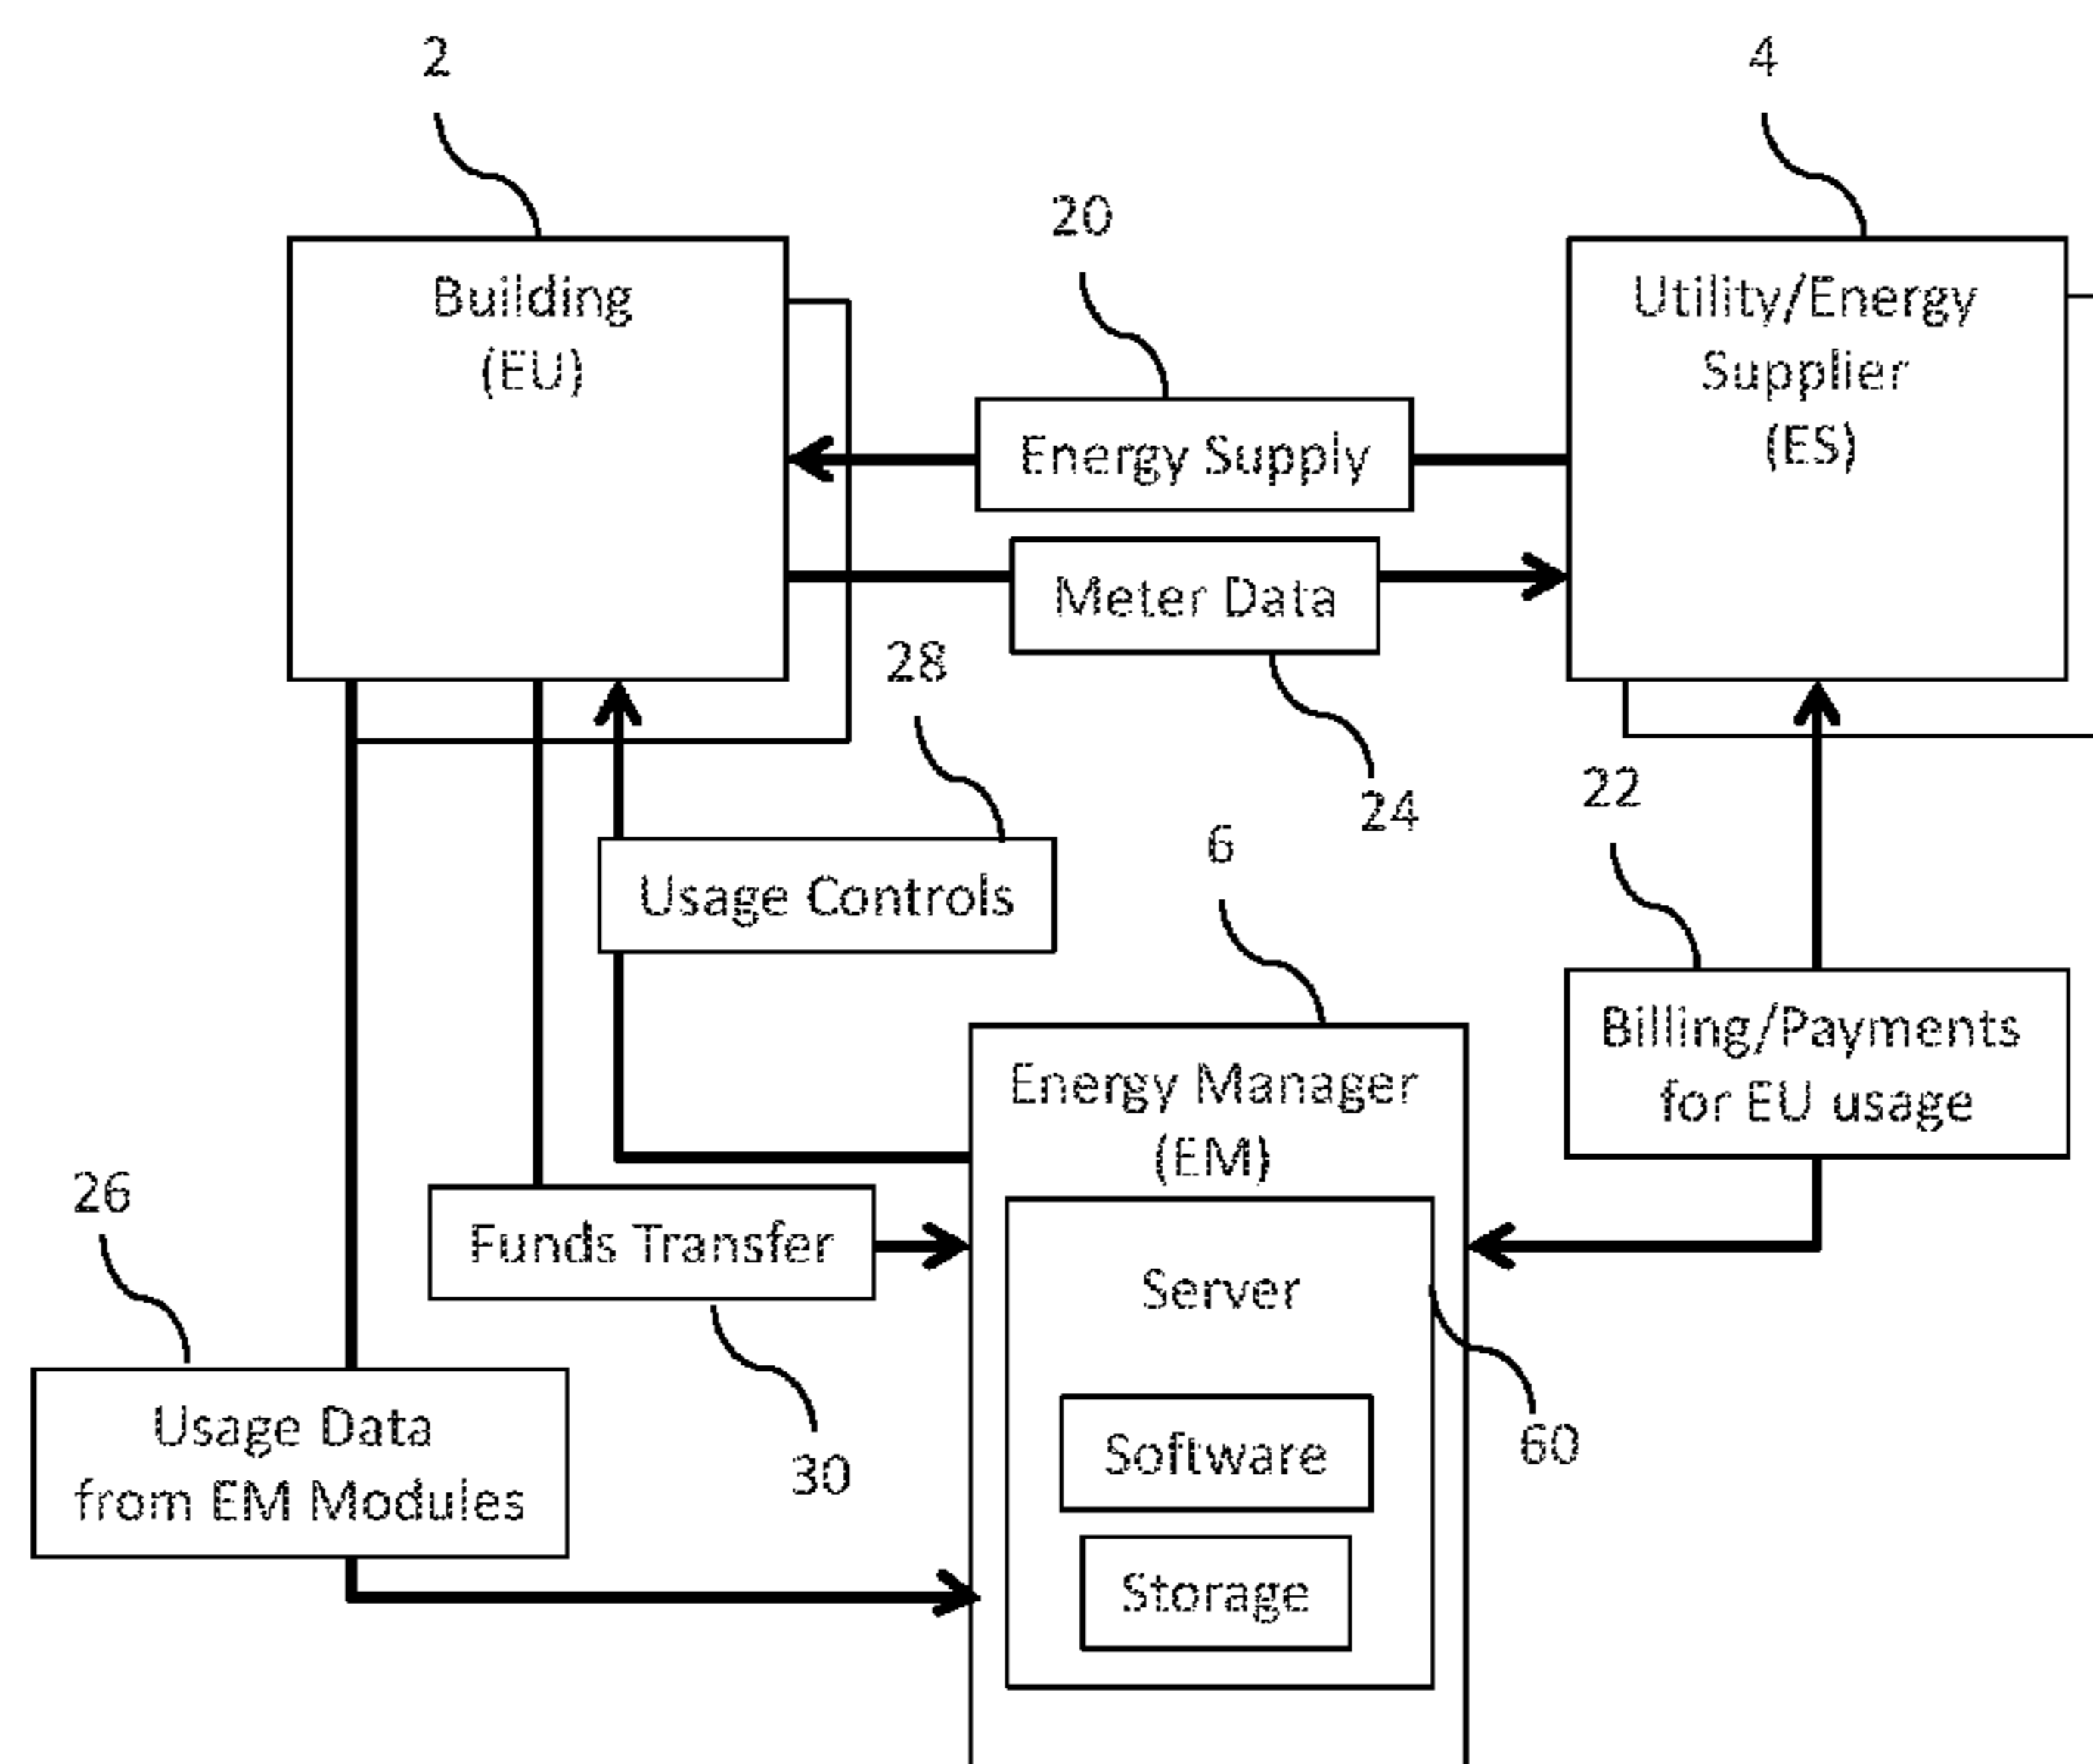 2
4
20
Building
(EU)
Utility/Energy
Supplier
(ES)
Energy Supply
Meter Data
28
24
22
6
Usage Controls
Billing/Payments
for EU usage
Energy Manager
(EM)
26
Funds Transfer
Server
60
30
Usage Data
from EM Modules
Software
Storage